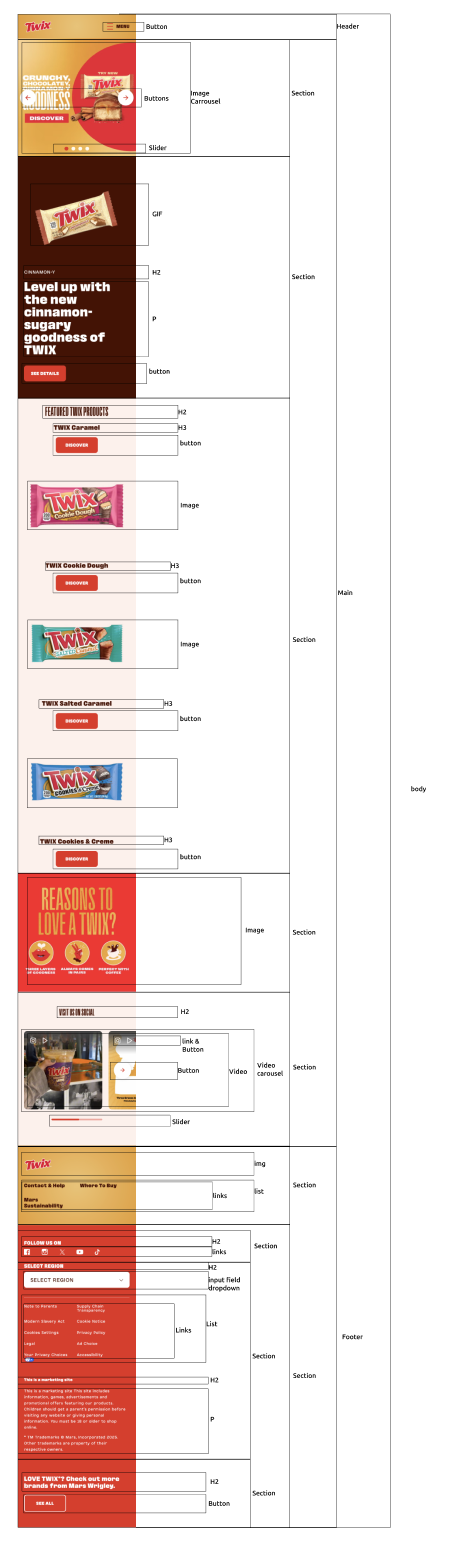 Twix
MENU
Button
Header
CRUNCHY,
CHOCOLATEY,
GOODNESS
TRY NEW
DISCOVER
Buttons
Image
Carrousel
Section
Slider
Twix
GIF
CINNAMON-Y
H2
Section
Level up with
the new
cinnamon-
sugary
goodness of
TWIX
P
SEE DETAILS
button
FEATURED TWIX PRODUCTS
H2
TWIX Caramel
H3
DISCOVER
button
Twix
Cookie Dough
Image
TWIX Cookie Dough
H3
DISCOVER
button
Main
Twix
SALTED Caramel
Image
Section
TWIX Salted Caramel
H3
DISCOVER
button
Twix
COOKIES & Creme
body
TWIX Cookies & Creme
H3
DISCOVER
button
REASONS TO
LOVE A TWIX?
THREE LAYERS
OF GOODNESS
ALWAYS COMES
IN PAIRS
PERFECT WITH
COFFEE
Image
Section
VISIT US ON SOCIAL
H2
link &
Button
Button
Video
Video
carousel
Section
Slider
Twix
img
Contact & Help
Where To Buy
Mars
Sustainability
links
list
Section
FOLLOW US ON
H2
links
Section
SELECT REGION
H2
SELECT REGION
input field
dropdown
Note to Parents
Supply Chain
Transparency
Modern Slavery Act
Cookie Notice
Cookies Settings
Privacy Policy
Legal
Ad Choice
Your Privacy Choices
Accessibility
Links
List
Footer
Section
Section
This is a marketing site
H2
This is a marketing site This site includes
information, games, advertisements and
promotional offers featuring our products.
Children should get a parent's permission before
visiting any website or giving personal
information. You must be 18 or older to shop
online.
* TM Trademarks © Mars, Incorporated 2025.
Other trademarks are property of their
respective owners.
P
LOVE TWIX®? Check out more
brands from Mars Wrigley.
H2
SEE ALL
Button
Section